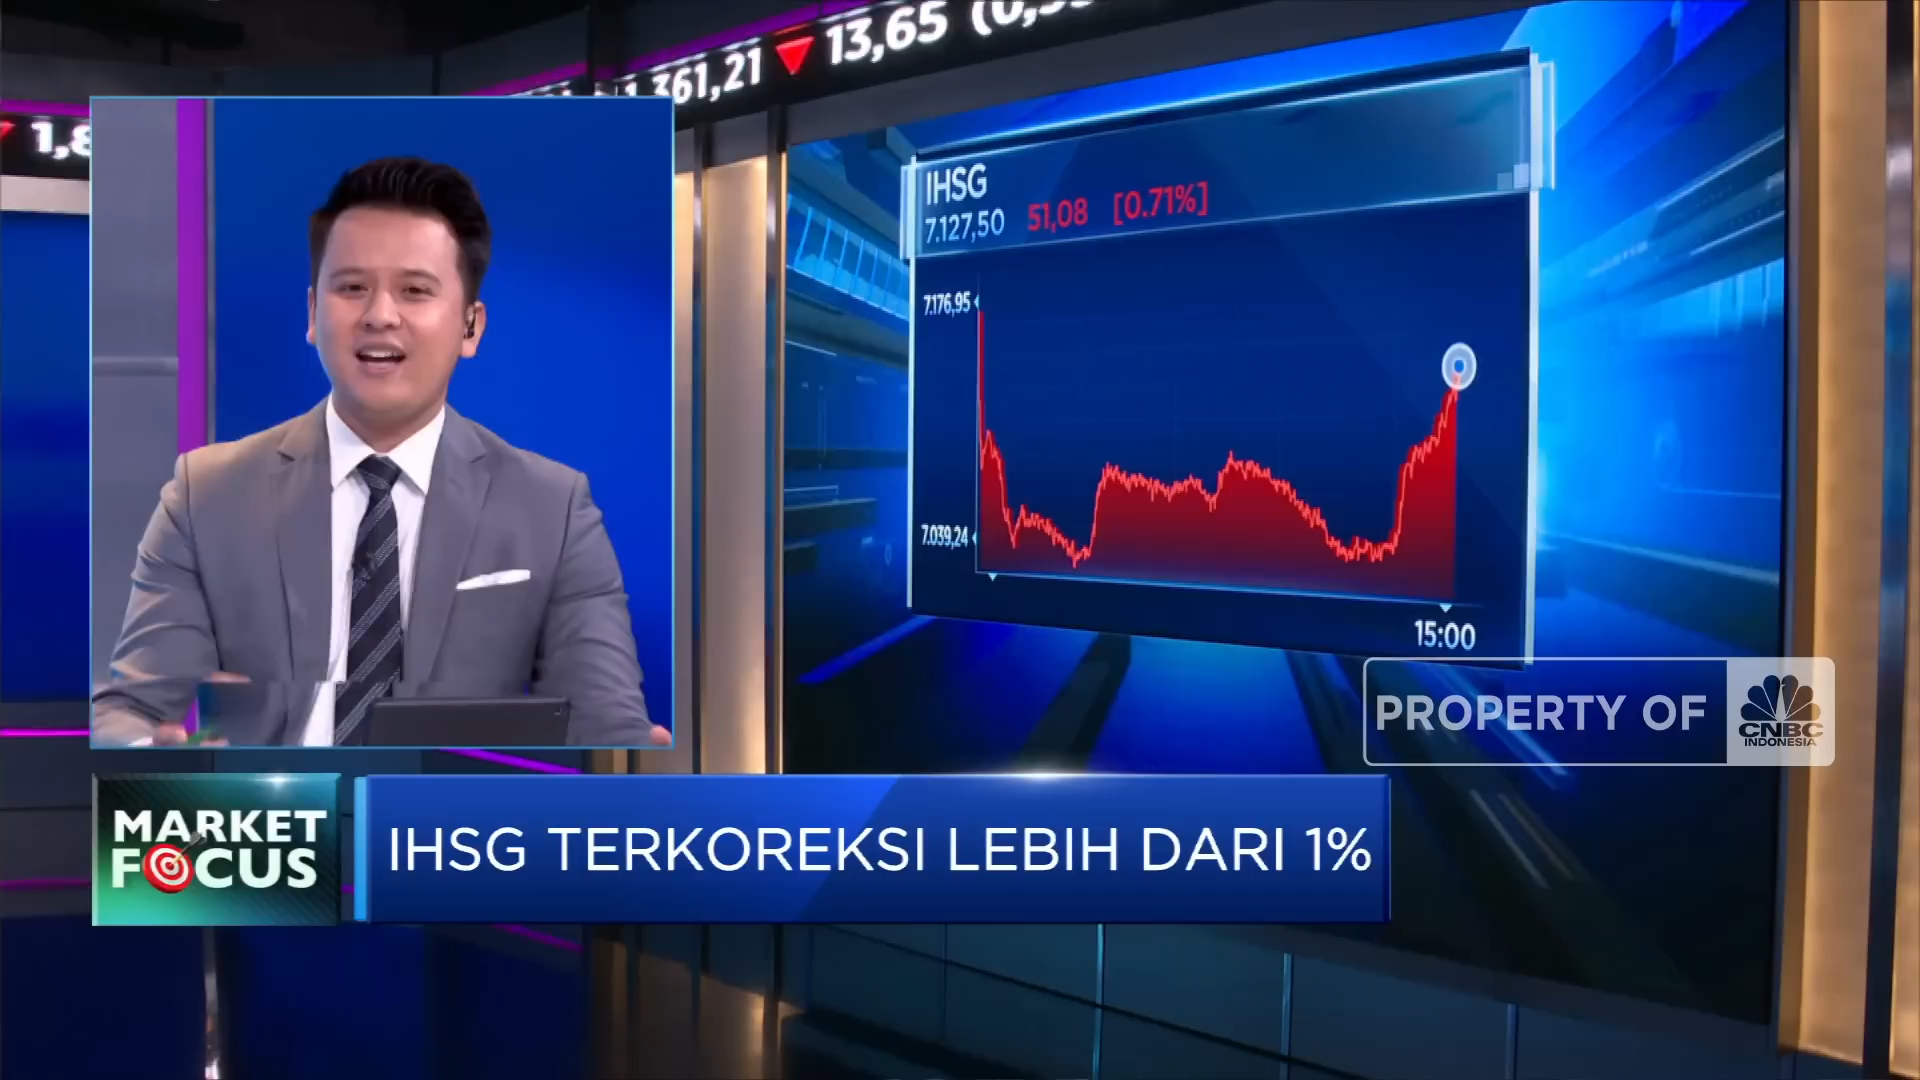 1.361,21 ▼ 13,65
1,8
IHSG
7.127,50 51,08 [0.71%]
7.176,95
7.039,24
15:00
PROPERTY OF
CNBC
INDONESIA
MARKET
FOCUS
IHSG TERKOREKSI LEBIH DARI 1%